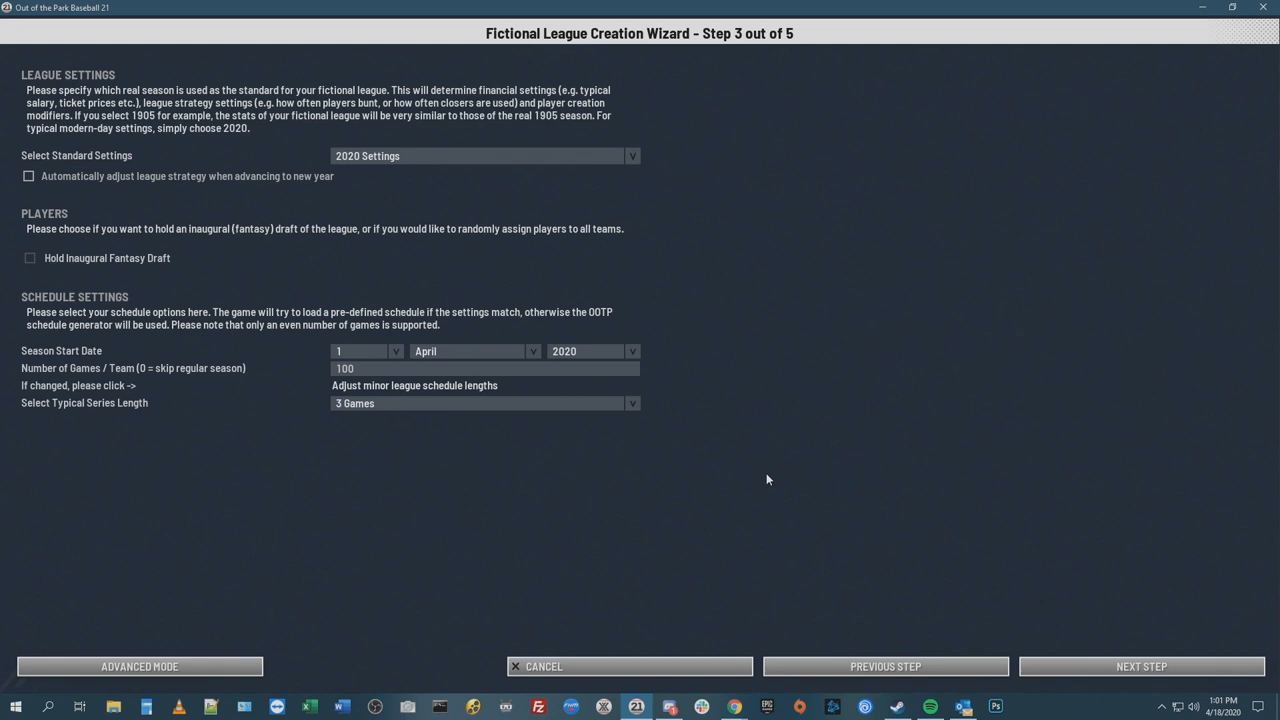 Out of the Park Baseball 21
Fictional League Creation Wizard - Step 3 out of 5
LEAGUE SETTINGS
Please specify which real season is used as the standard for your fictional league. This will determine financial settings (e.g. typical
salary, ticket prices etc.), league strategy settings (e.g. how often players bunt, or how often closers are used) and player creation
modifiers. If you select 1905 for example, the stats of your fictional league will be very similar to those of the real 1905 season. For
typical modern-day settings, simply choose 2020.
Select Standard Settings 2020 Settings
Automatically adjust league strategy when advancing to new year
PLAYERS
Please choose if you want to hold an inaugural (fantasy) draft of the league, or if you would like to randomly assign players to all teams.
Hold Inaugural Fantasy Draft
SCHEDULE SETTINGS
Please select your schedule options here. The game will try to load a pre-defined schedule if the settings match, otherwise the OOTP
schedule generator will be used. Please note that only an even number of games is supported.
Season Start Date 1 April 2020
Number of Games / Team (0 = skip regular season) 100
If changed, please click -> Adjust minor league schedule lengths
Select Typical Series Length 3 Games
ADVANCED MODE CANCEL PREVIOUS STEP NEXT STEP
1:01 PM
4/18/2020